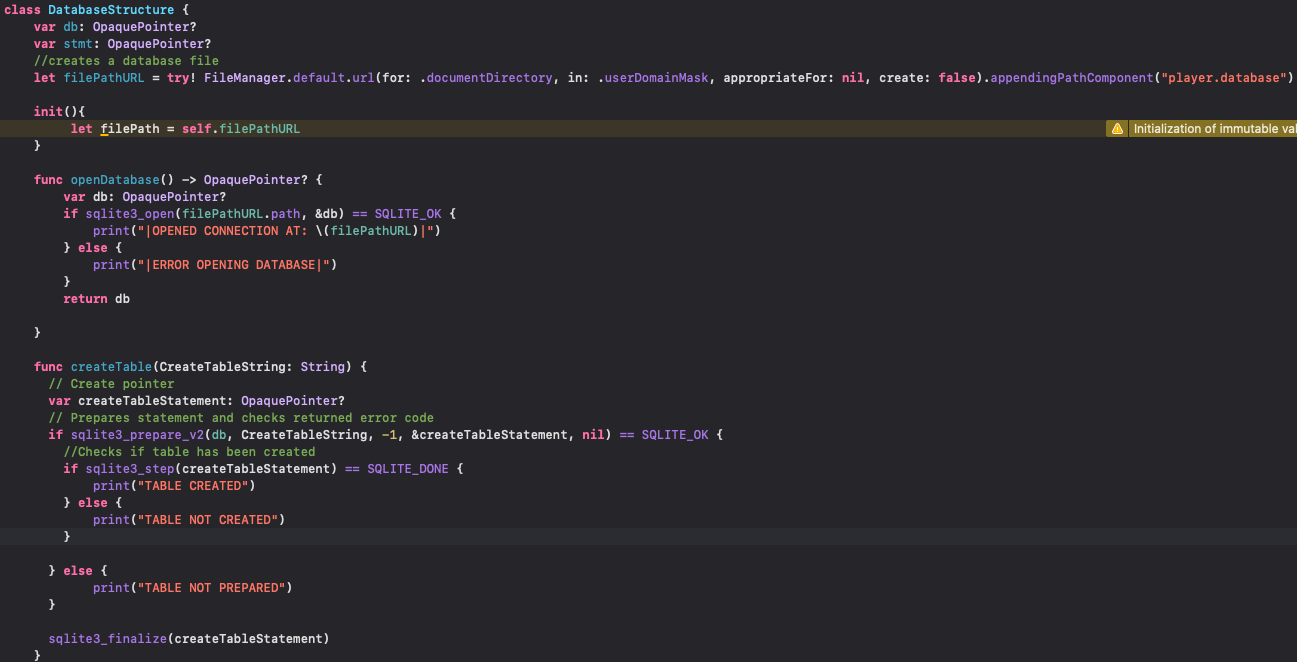 class DatabaseStructure {
var db: OpaquePointer?
var stmt: OpaquePointer?
//creates a database file
let filePathURL = try! FileManager.default.url(for: .documentDirectory, in: .userDomainMask, appropriateFor: nil, create: false).appendingPathComponent("player.database")
init(){
let filePath = self.filePathURL
Initialization of immutable val
}
func openDatabase() -> OpaquePointer? {
var db: OpaquePointer?
if sqlite3_open(filePathURL.path, &db) == SQLITE_OK {
print("|OPENED CONNECTION AT: \(filePathURL)|")
} else {
print("|ERROR OPENING DATABASE|")
}
return db
}
func createTable(CreateTableString: String) {
// Create pointer
var createTableStatement: OpaquePointer?
// Prepares statement and checks returned error code
if sqlite3_prepare_v2(db, CreateTableString, -1, &createTableStatement, nil) == SQLITE_OK {
//Checks if table has been created
if sqlite3_step(createTableStatement) == SQLITE_DONE {
print("TABLE CREATED")
} else {
print("TABLE NOT CREATED")
}
} else {
print("TABLE NOT PREPARED")
}
sqlite3_finalize(createTableStatement)
}